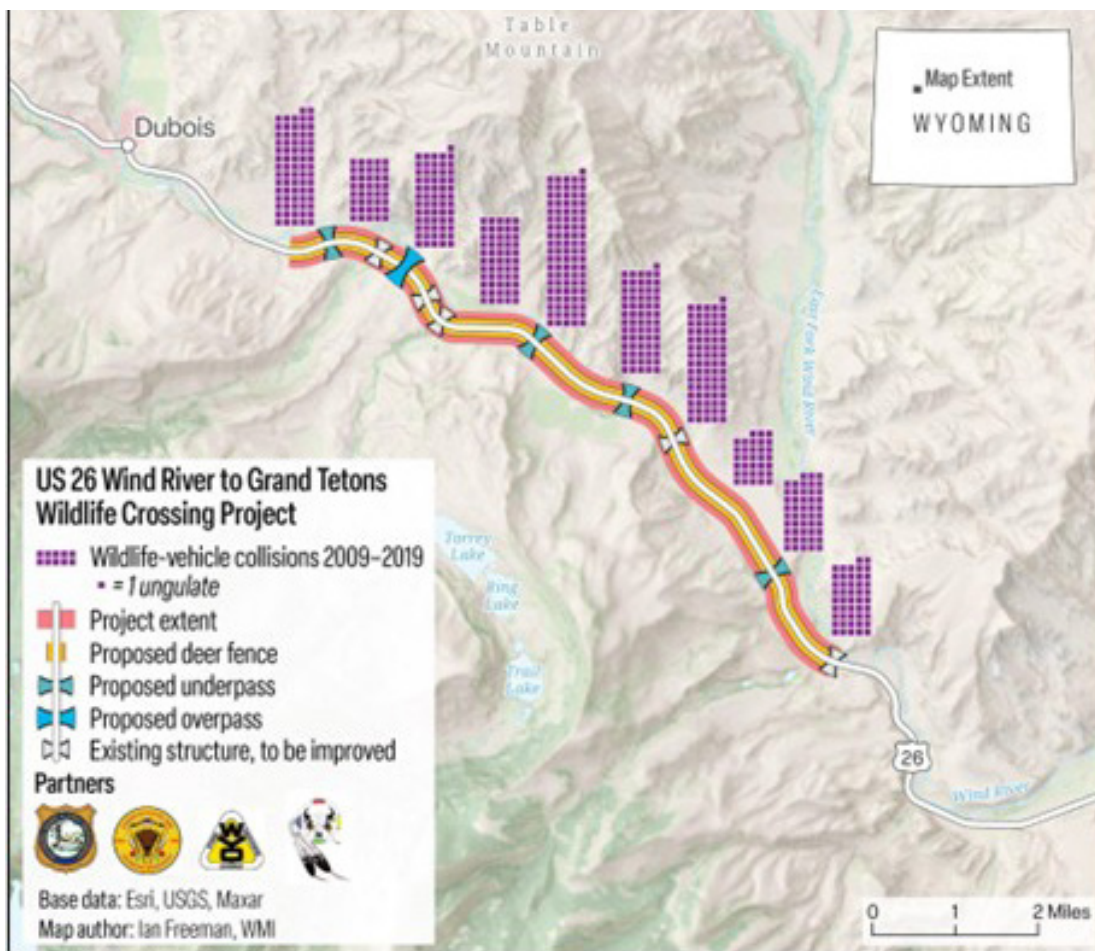 Table
Mountain
Map Extent
WYOMING
Dubois
East Fork Wind River
US 26 Wind River to Grand Tetons
Wildlife Crossing Project
Wildlife-vehicle collisions 2009–2019
= 1 ungulate
Project extent
Proposed deer fence
Proposed underpass
Proposed overpass
Existing structure, to be improved
Partners
WYO
Base data: Esri, USGS, Maxar
Map author: Ian Freeman, WMI
Torrey
Lake
Ring
Lake
Trail
Lake
26
Wind River
0 1 2 Miles